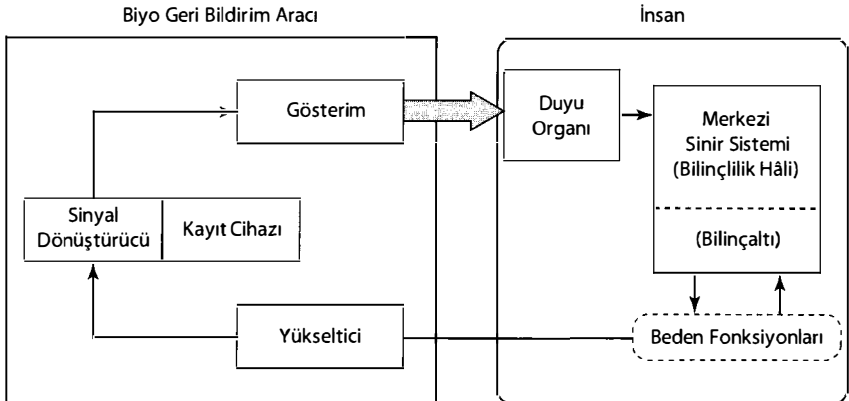 Biyo Geri Bildirim Aracı
İnsan
Gösterim
Duyu
Organı
Merkezi
Sinir Sistemi
(Bilinçlilik Hâli)
(Bilinçaltı)
Sinyal
Dönüştürücü
Kayıt Cihazı
Yükseltici
Beden Fonksiyonları